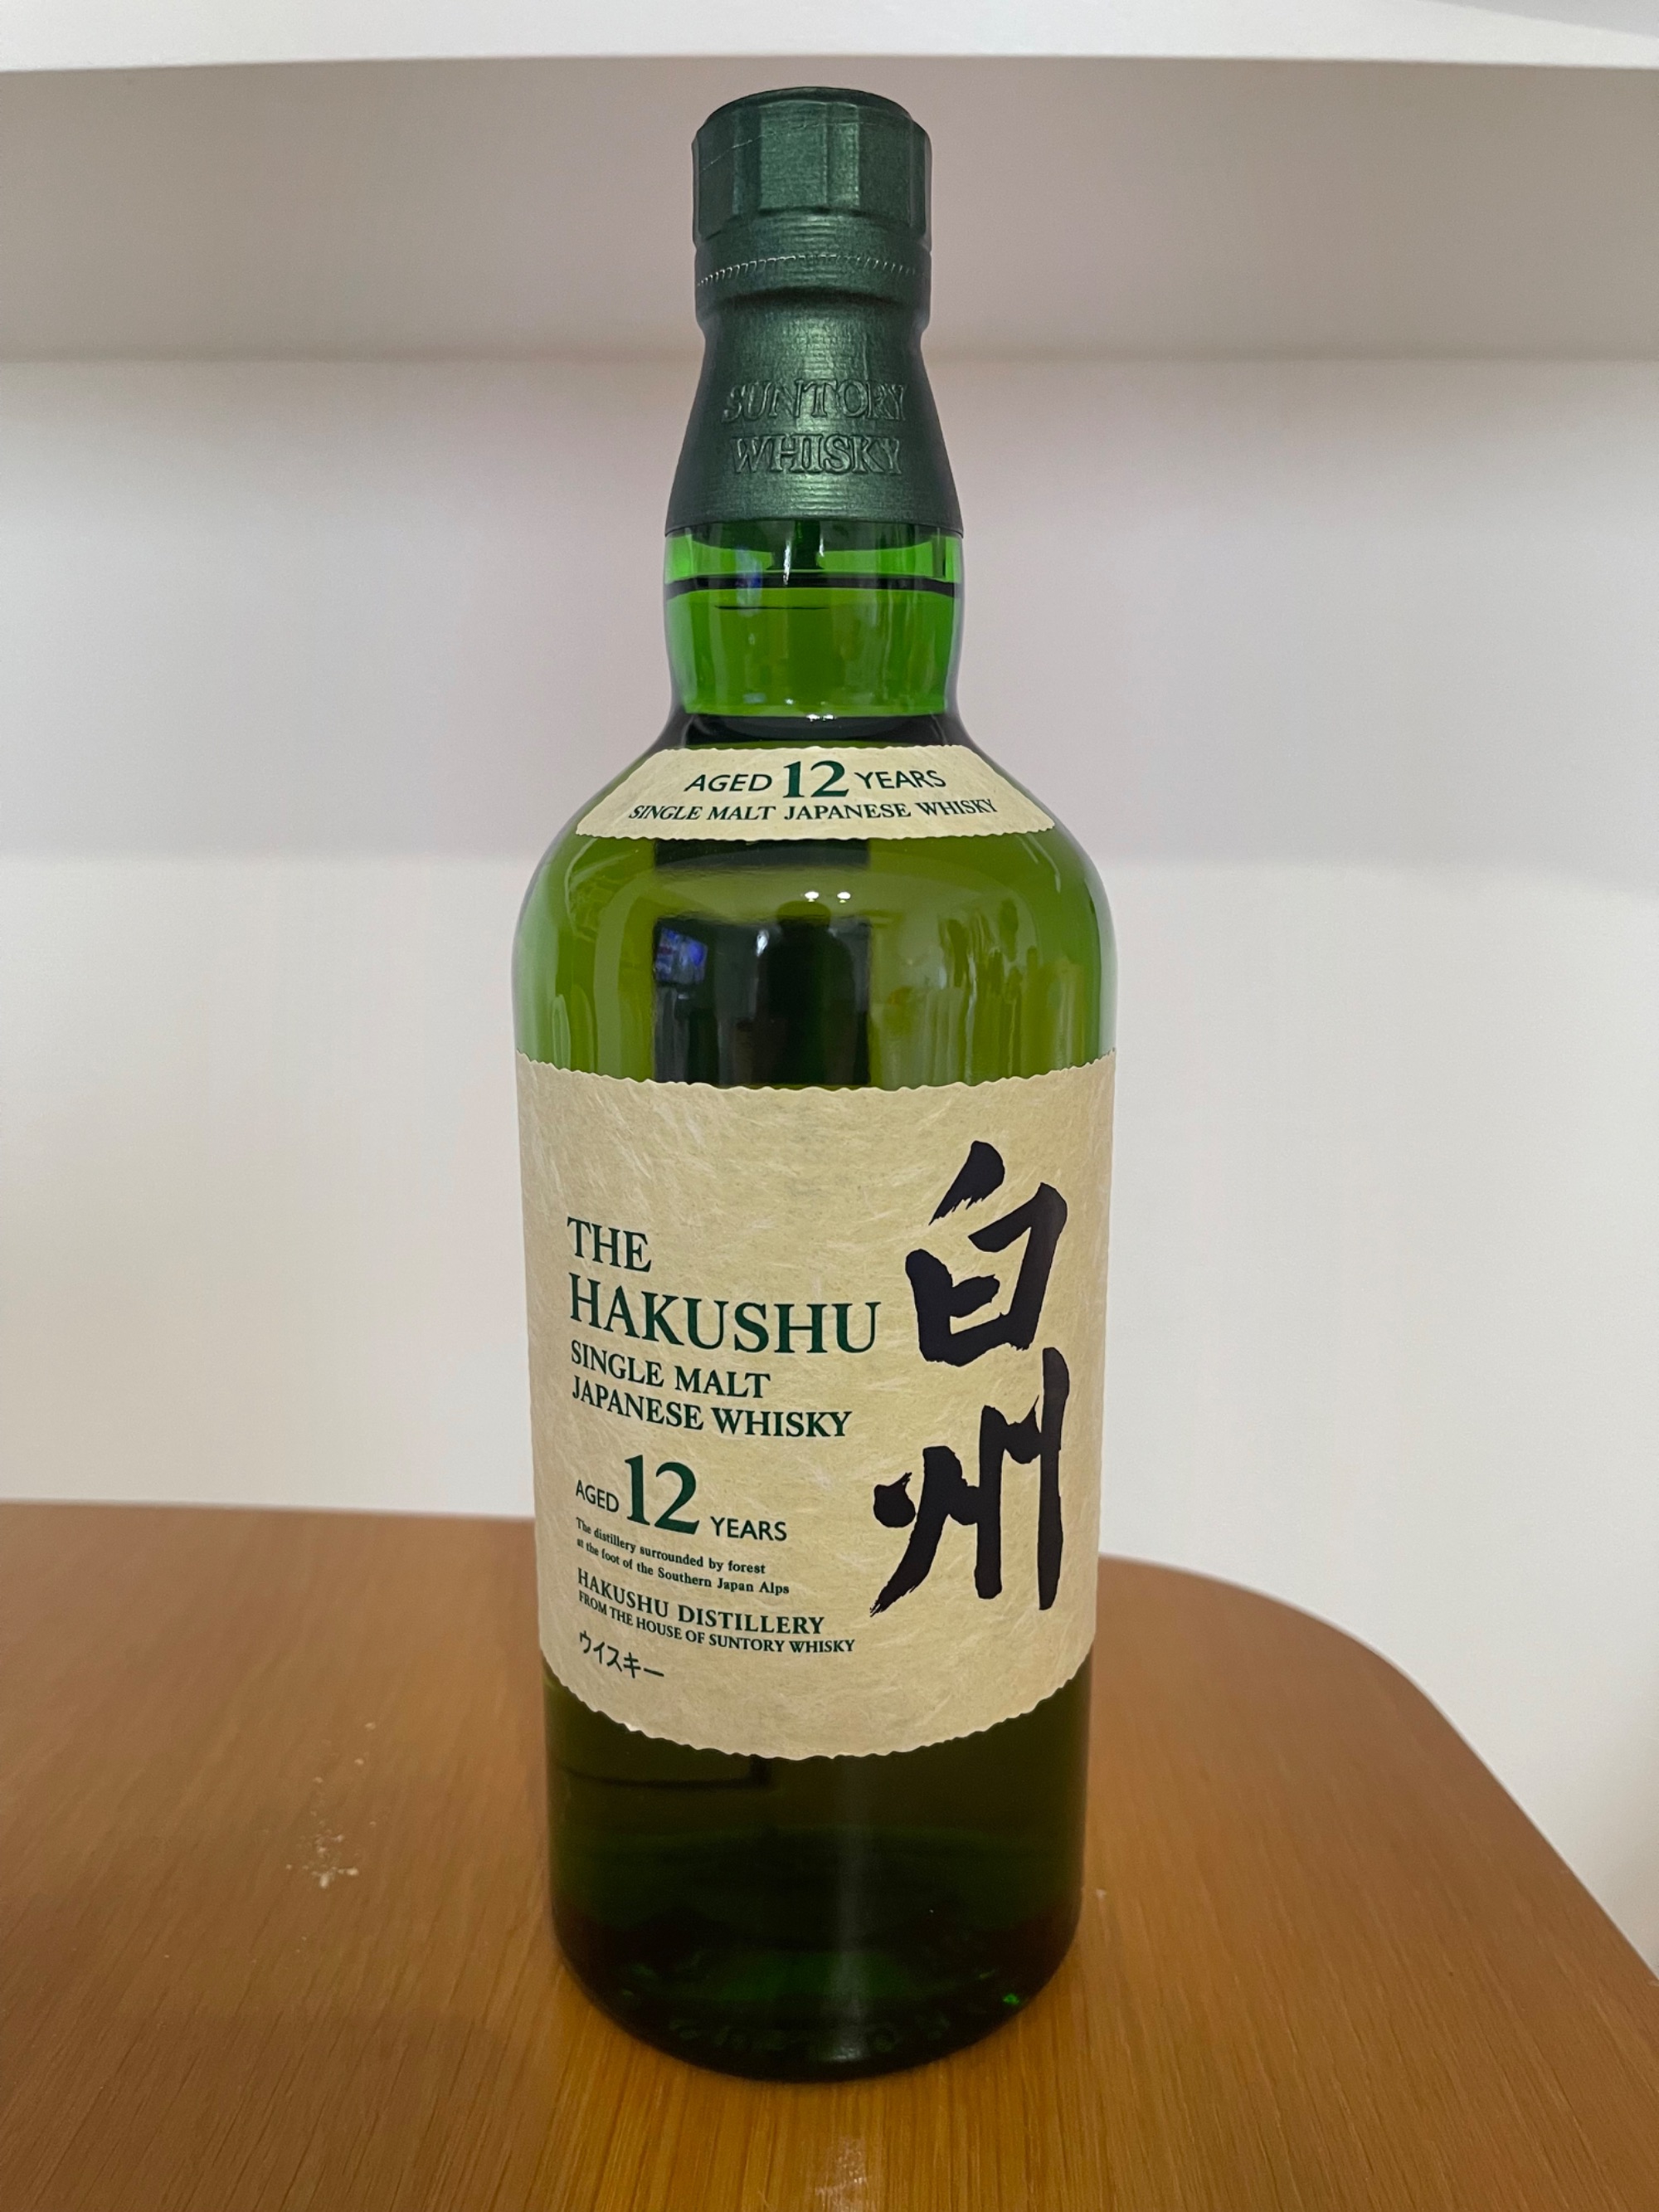 SUNTORY
WHISKY
AGED 12 YEARS
SINGLE MALT JAPANESE WHISKY
THE
HAKUSHU
SINGLE MALT
JAPANESE WHISKY
AGED 12 YEARS
The distillery surrounded by forest
at the foot of the Southern Japan Alps
HAKUSHU DISTILLERY
FROM THE HOUSE OF SUNTORY WHISKY
ウイスキー
白州